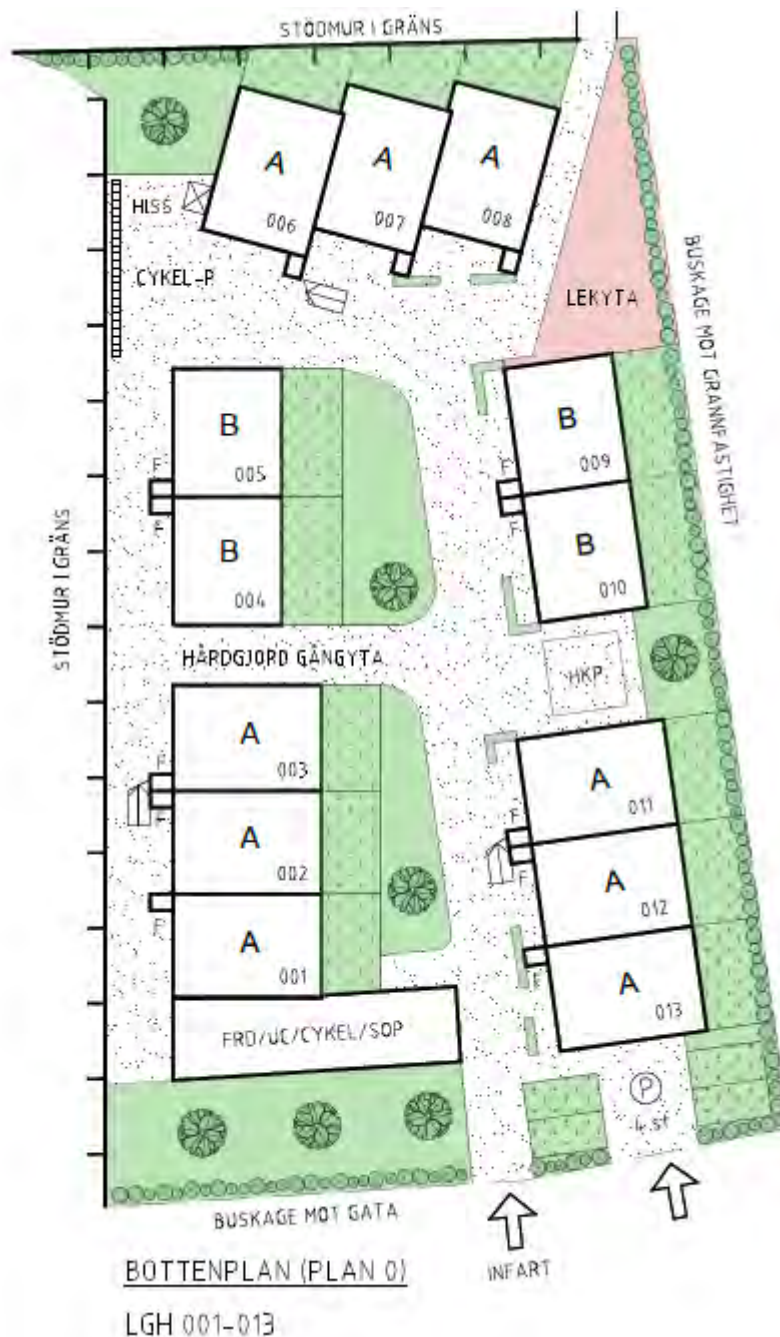 STÖDMUR I GRÄNS
A
006
A
007
A
008
HISS
CYKEL-P
LEKYTA
BUSKAGE MOT GRANNFASTIGHET
B
005
F
F
B
004
B
009
F
F
B
010
STÖDMUR I GRÄNS
HÅRDGJORD GÅNGYTA
HKP
A
003
F
F
A
002
A
001
F
A
011
F
F
A
012
A
013
F
FRD/UC/CYKEL/SOP
P
4 st
BUSKAGE MOT GATA
INFART
BOTTENPLAN (PLAN 0)
LGH 001-013